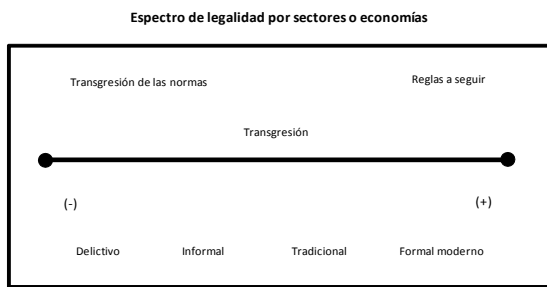 Espectro de legalidad por sectores o economías
Transgresión de las normas
Reglas a seguir
Transgresión
(-)
(+)
Delictivo
Informal
Tradicional
Formal moderno